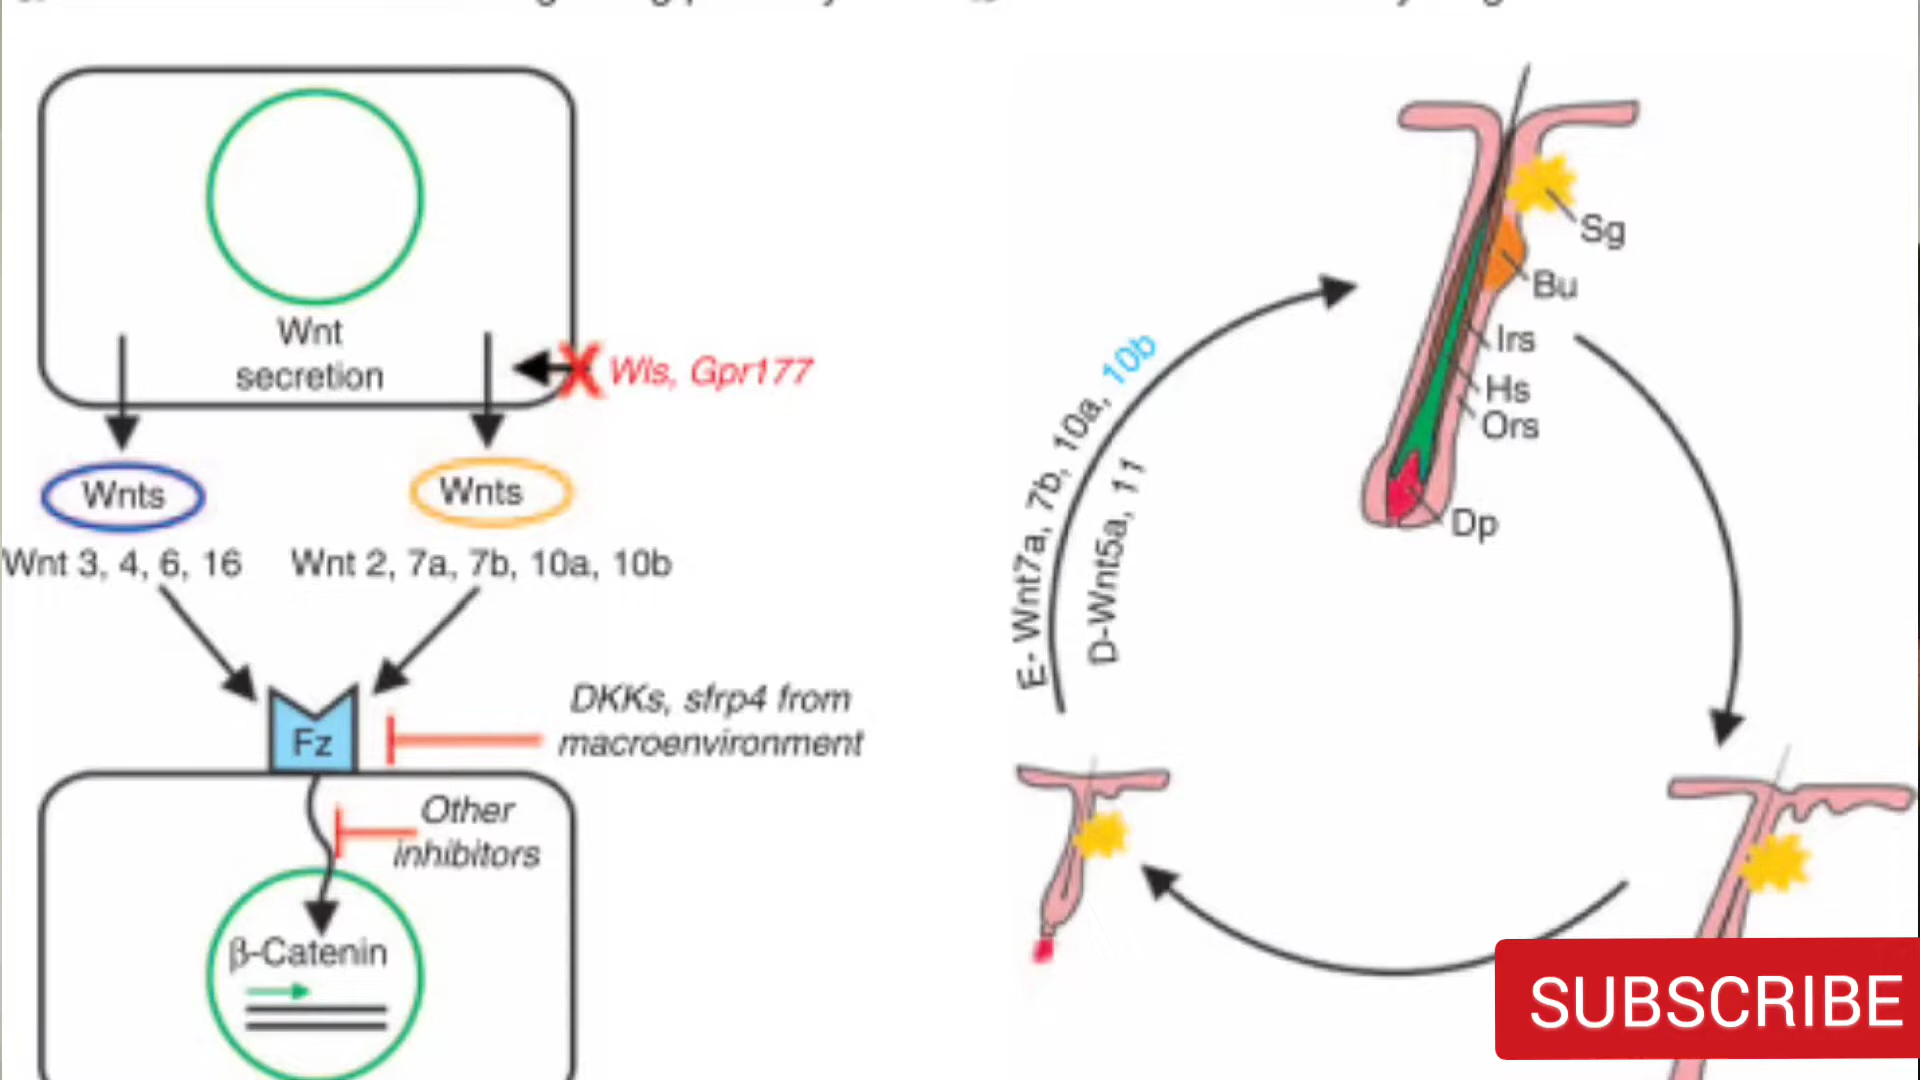 Wnt
secretion
Wls, Gpr177
Wnts
Wnts
Wnt 3, 4, 6, 16
Wnt 2, 7a, 7b, 10a, 10b
Fz
DKKs, sfrp4 from
macroenvironment
Other
inhibitors
β-Catenin
E- Wnt7a, 7b, 10a, 10b
D-Wnt5a, 11
Sg
Bu
Irs
Hs
Ors
Dp
SUBSCRIBE